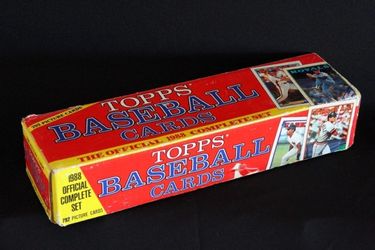 792 PICTURE CARDS
TOPPS
BASEBALL
CARDS
ROYALS
THE OFFICIAL 1988 COMPLETE SET
TOPPS
BASEBALL
CARDS
1988
OFFICIAL
COMPLETE
SET
792 PICTURE CARDS